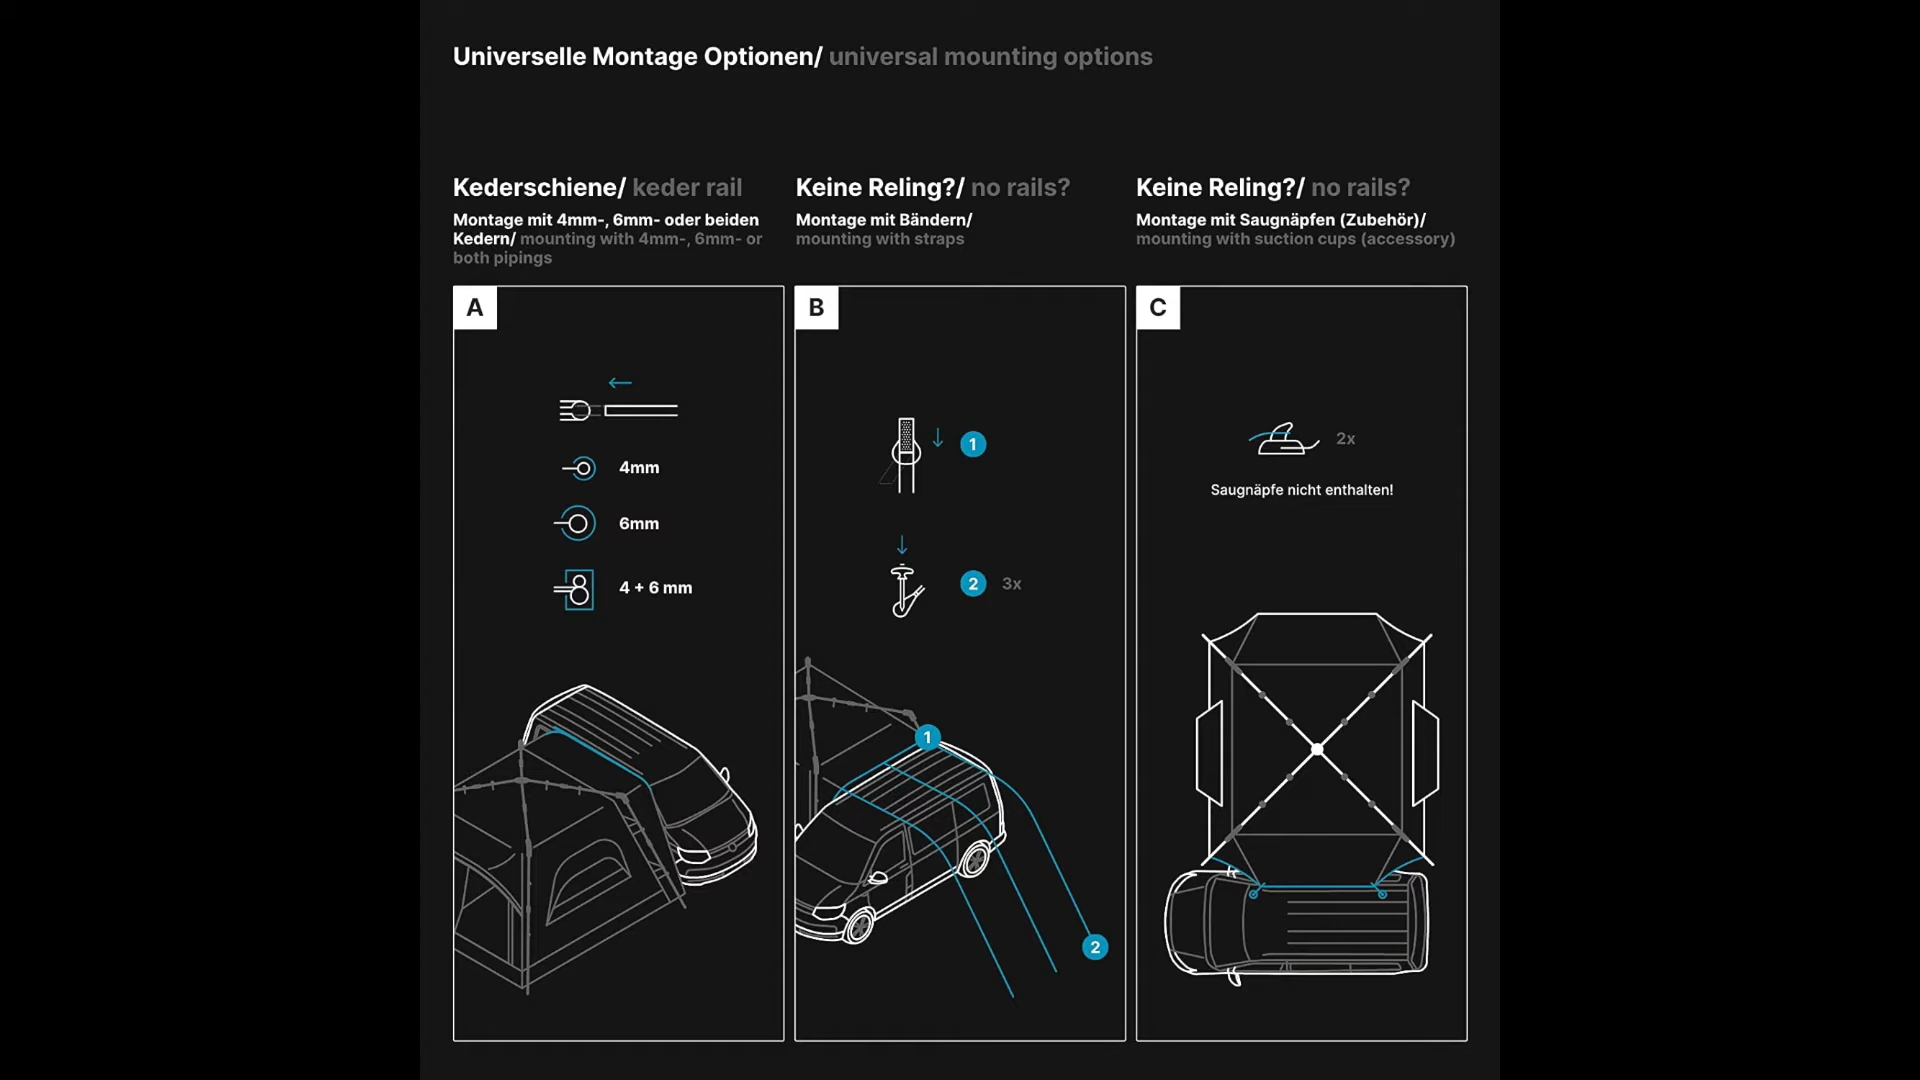 Universelle Montage Optionen/ universal mounting options
Kederschiene/ keder rail
Montage mit 4mm-, 6mm- oder beiden
Kedern/ mounting with 4mm-, 6mm- or
both pipings
Keine Reling?/ no rails?
Montage mit Bändern/
mounting with straps
Keine Reling?/ no rails?
Montage mit Saugnäpfen (Zubehör)/
mounting with suction cups (accessory)
A
4mm
6mm
4 + 6 mm
B
1
2 3x
1
2
C
2x
Saugnäpfe nicht enthalten!